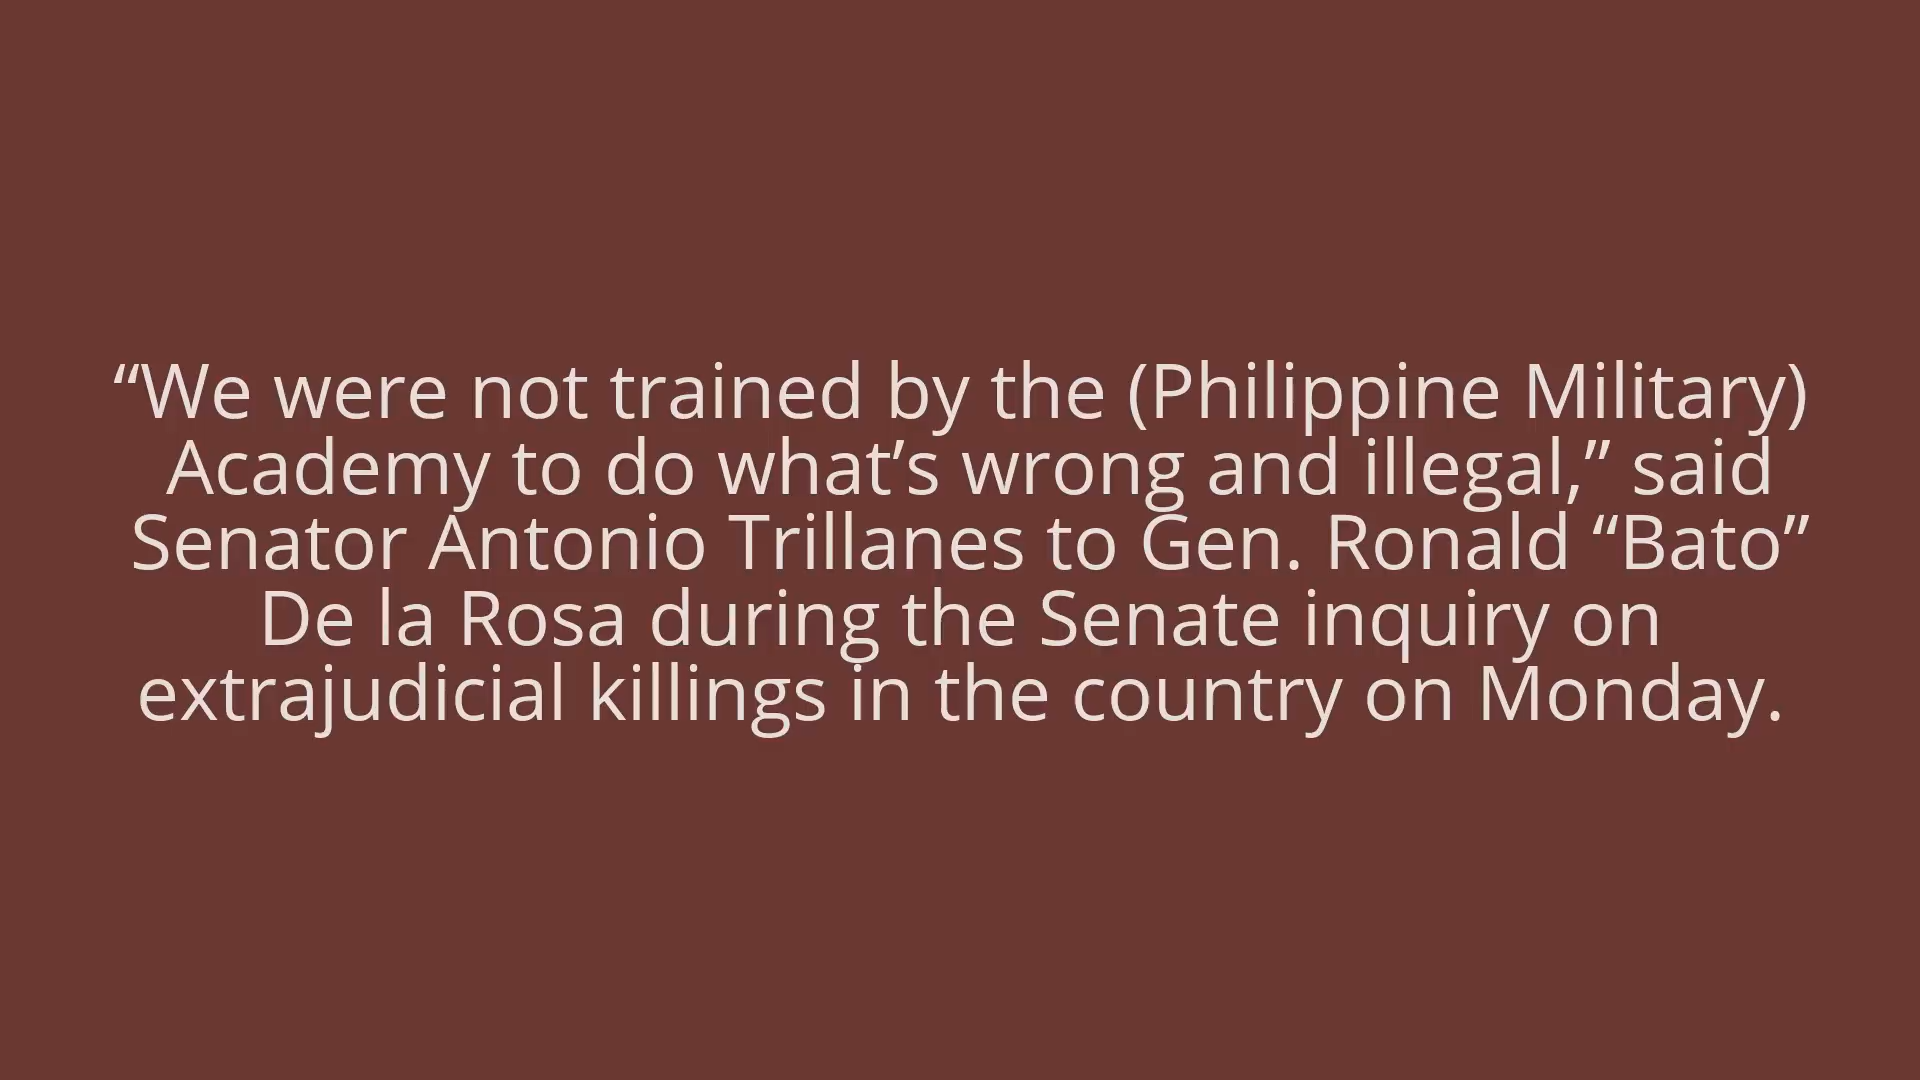 “We were not trained by the (Philippine Military)
Academy to do what’s wrong and illegal,” said
Senator Antonio Trillanes to Gen. Ronald “Bato”
De la Rosa during the Senate inquiry on
extrajudicial killings in the country on Monday.